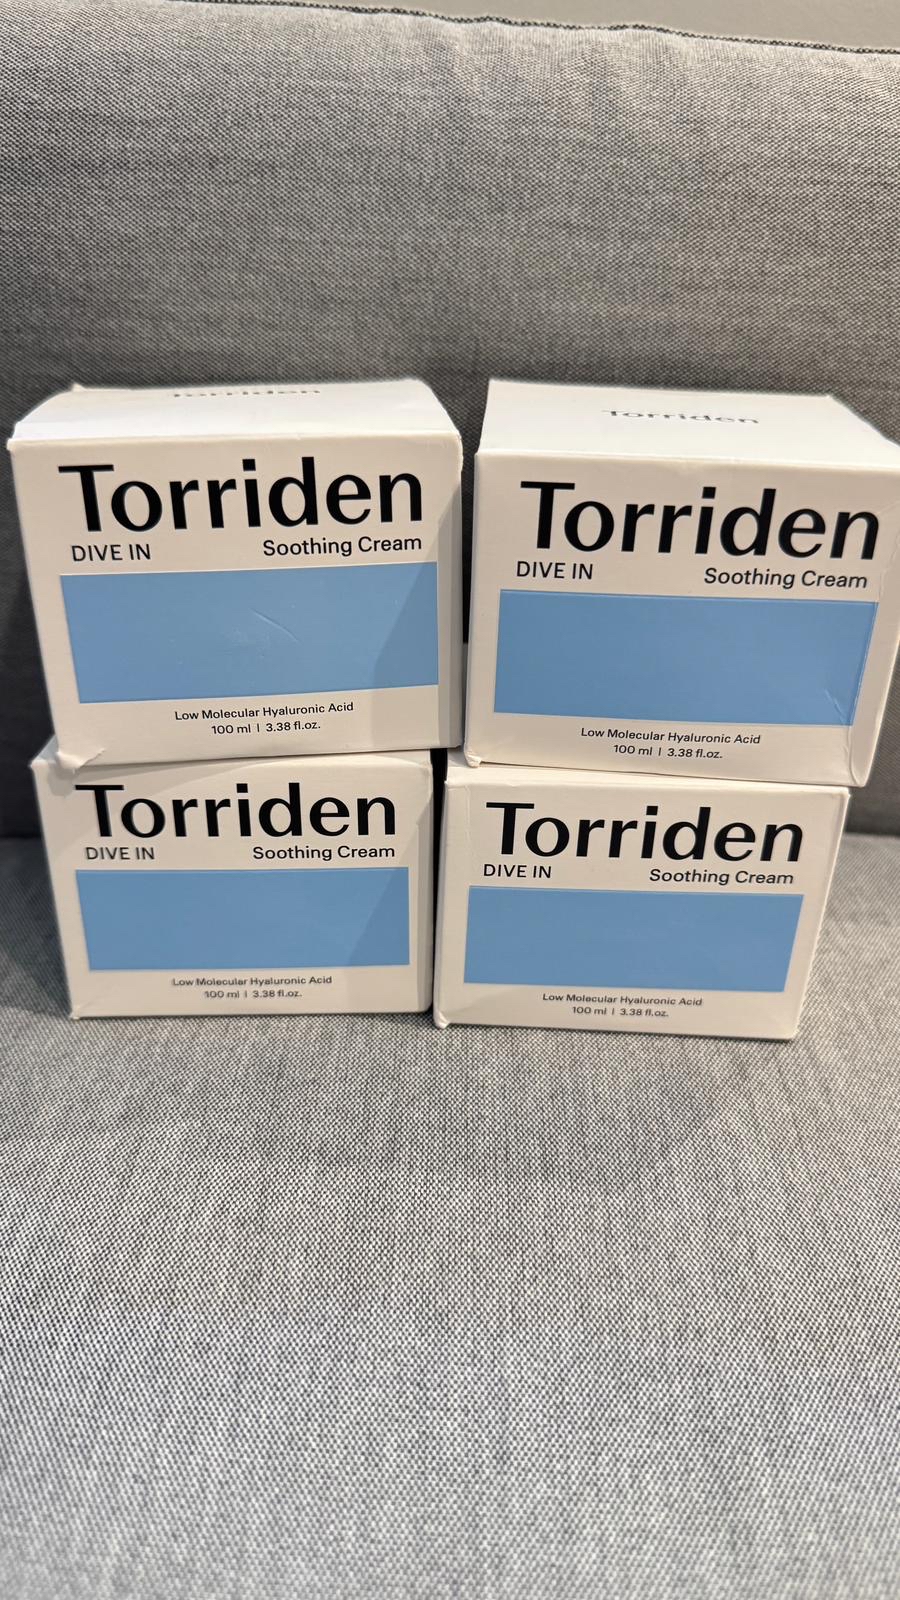 Torriden
Torriden
DIVE IN Soothing Cream
Low Molecular Hyaluronic Acid
100 ml | 3.38 fl.oz.
Torriden
Torriden
DIVE IN Soothing Cream
Low Molecular Hyaluronic Acid
100 ml | 3.38 fl.oz.
Torriden
DIVE IN Soothing Cream
Low Molecular Hyaluronic Acid
100 ml | 3.38 fl.oz.
Torriden
DIVE IN Soothing Cream
Low Molecular Hyaluronic Acid
100 ml | 3.38 fl.oz.